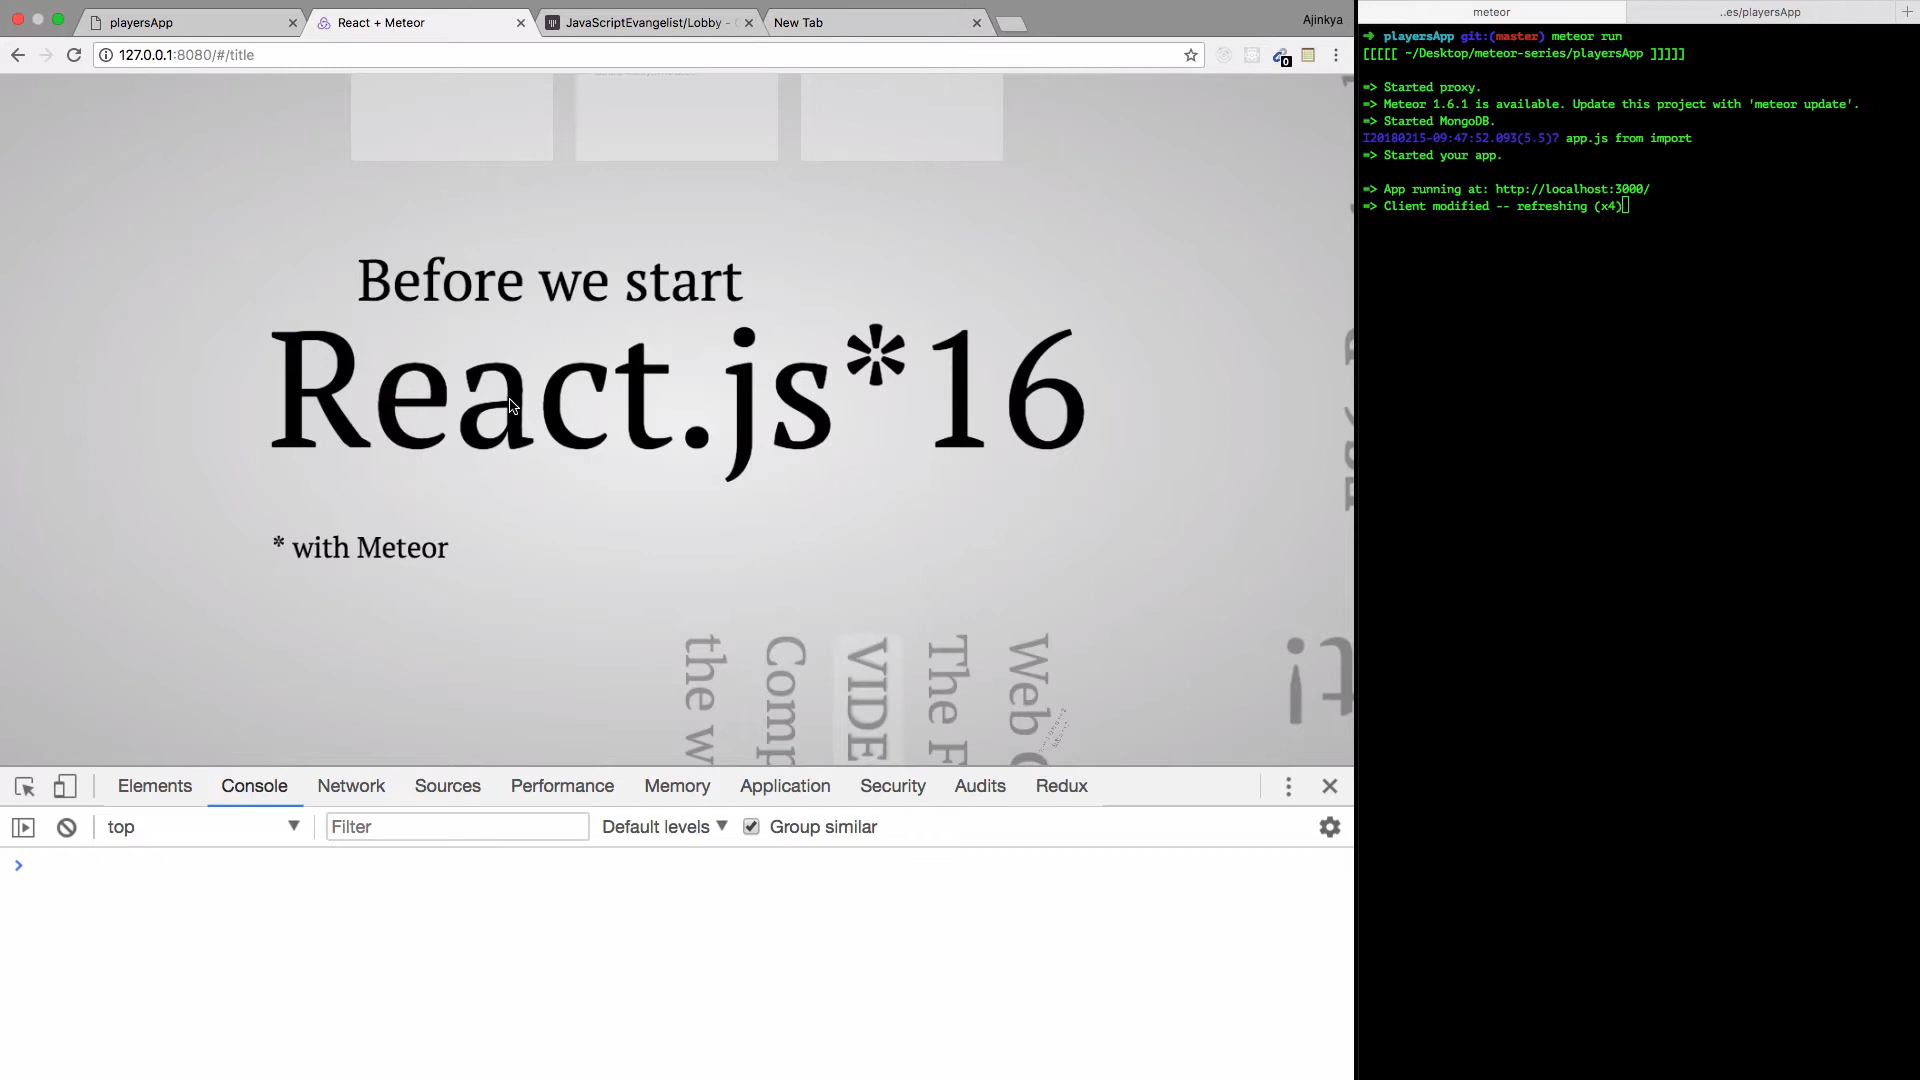 playersApp
React + Meteor
JavaScriptEvangelist/Lobby -
New Tab
Ajinkya
127.0.0.1:8080/#/title
0
Before we start
React.js*16
* with Meteor
the w
Comp
VIDE
The F
Web
Elements Console Network Sources Performance Memory Application Security Audits Redux
top Filter Default levels Group similar
>
meteor
..es/playersApp
+
➜ playersApp git:(master) meteor run
[[[[[ ~/Desktop/meteor-series/playersApp ]]]]]
=> Started proxy.
=> Meteor 1.6.1 is available. Update this project with 'meteor update'.
=> Started MongoDB.
I20180215-09:47:52.093(5.5)? app.js from import
=> Started your app.
=> App running at: http://localhost:3000/
=> Client modified -- refreshing (x4)